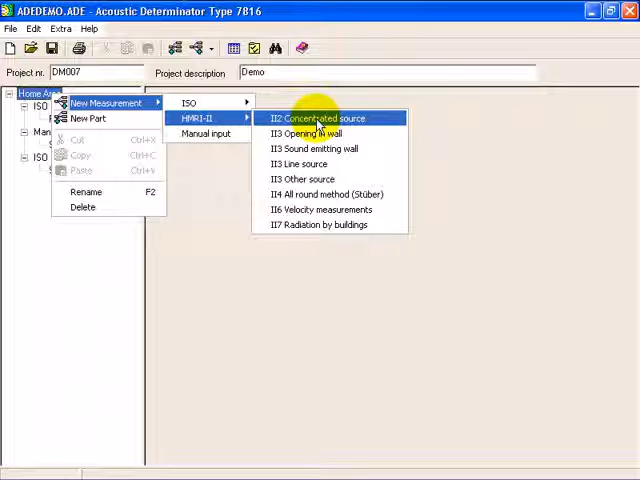 ADEDEMO.ADE - Acoustic Determinator Type 7816
File Edit Extra Help
Project nr. DM007 Project description Demo
Home Area
New Measurement ISO
ISO
New Part HMRI-II II2 Concentrated source
Man Manual input II3 Opening in wall
Cut Ctrl+X II3 Sound emitting wall
ISO Copy Ctrl+C II3 Line source
Paste Ctrl+V II3 Other source
Rename F2 II4 All round method (Stüber)
Delete II6 Velocity measurements
II7 Radiation by buildings